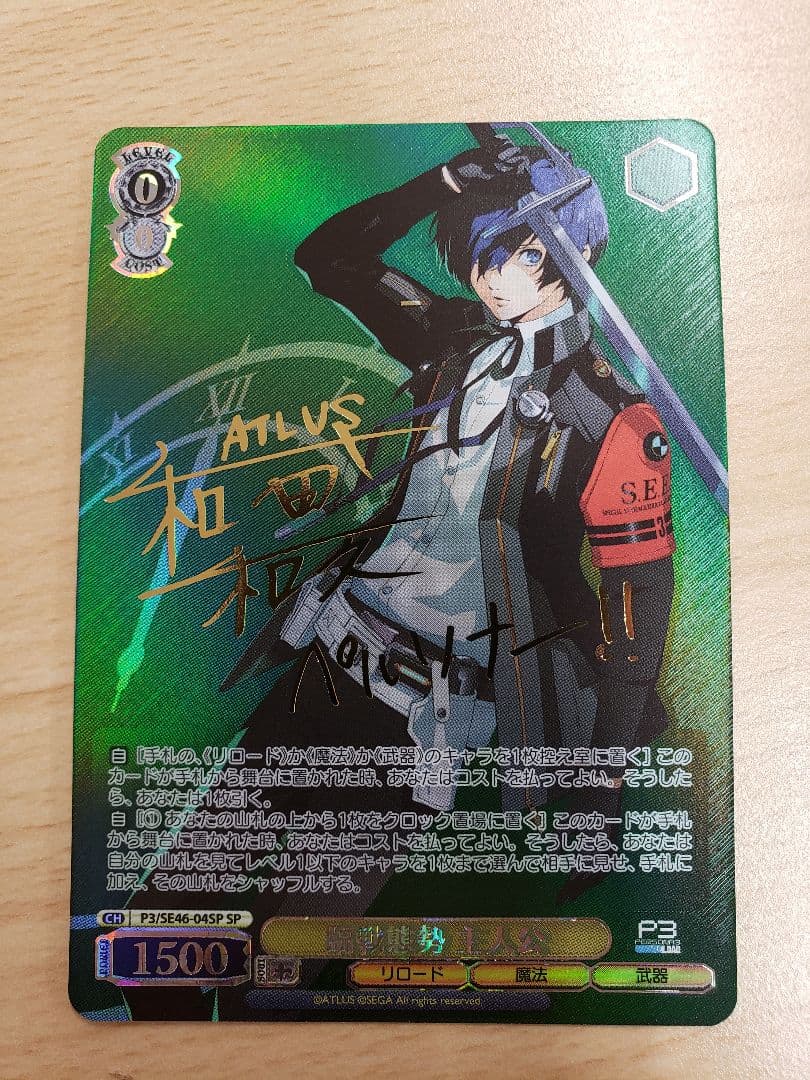 LEVEL
0
0
COST
XI
XII
ATLUS
和田
和久
ペルソナー!!
S.E.E
3
自 [手札の、《リロード》か《魔法》か《武器》のキャラを1枚控え室に置く] この
カードが手札から舞台に置かれた時、あなたはコストを払ってよい。そうした
ら、あなたは1枚引く。
自 [① あなたの山札の上から1枚をクロック置場に置く] このカードが手札
から舞台に置かれた時、あなたはコストを払ってよい。そうしたら、あなたは
自分の山札を見てレベル1以下のキャラを1枚まで選んで相手に見せ、手札に
加え、その山札をシャッフルする。
CH P3/SE46-04SP SP
1500
態勢 主人公
P3
PERSONA3
RELOAD
SOUL
リロード
魔法
武器
©ATLUS ©SEGA All rights reserved.